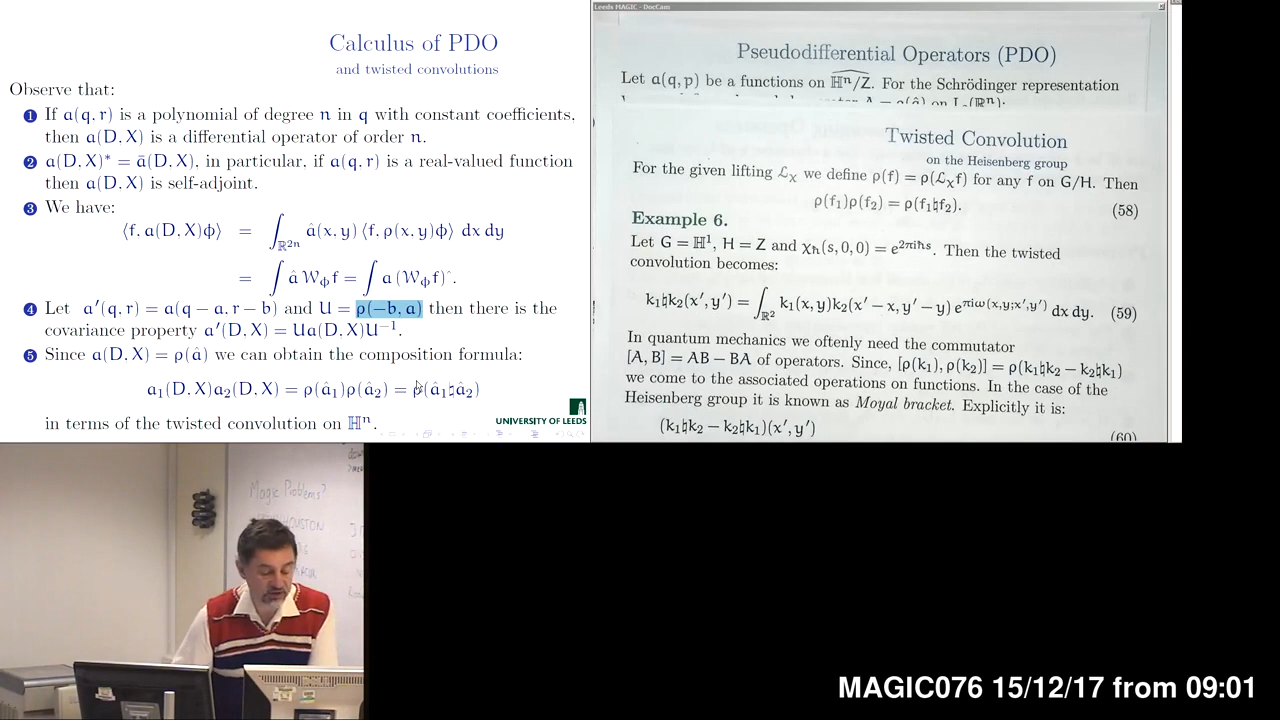 Calculus of PDO
and twisted convolutions
Observe that:
1 If a(q, r) is a polynomial of degree n in q with constant coefficients,
then a(D, X) is a differential operator of order n.
2 a(D, X)* = ā(D, X), in particular, if a(q, r) is a real-valued function
then a(D, X) is self-adjoint.
3 We have:
⟨f, a(D, X)ϕ⟩ = ∫_{ℝ^{2n}} â(x, y) ⟨f, ρ(x, y)ϕ⟩ dx dy
= ∫ â 𝒲_ϕ f = ∫ a (𝒲_ϕ f)^.
4 Let a′(q, r) = a(q − a, r − b) and U = ρ(−b, a) then there is the
covariance property a′(D, X) = Ua(D, X)U⁻¹.
5 Since a(D, X) = ρ(â) we can obtain the composition formula:
a₁(D, X)a₂(D, X) = ρ(â₁)ρ(â₂) = ρ(â₁♮â₂)
in terms of the twisted convolution on ℍⁿ.
UNIVERSITY OF LEEDS
Leeds MAGIC - DocCam
Pseudodifferential Operators (PDO)
Let a(q, p) be a functions on ℍⁿ/Z^. For the Schrödinger representation
Twisted Convolution
on the Heisenberg group
For the given lifting ℒ_X we define ρ(f) = ρ(ℒ_X f) for any f on G/H. Then
ρ(f₁)ρ(f₂) = ρ(f₁♮f₂). (58)
Example 6.
Let G = ℍ¹, H = Z and χ_ℏ(s, 0, 0) = e^{2πiℏs}. Then the twisted
convolution becomes:
k₁♮k₂(x′, y′) = ∫_{ℝ²} k₁(x, y)k₂(x′ − x, y′ − y) e^{πiω(x,y;x′,y′)} dx dy. (59)
In quantum mechanics we oftenly need the commutator
[A, B] = AB − BA of operators. Since, [ρ(k₁), ρ(k₂)] = ρ(k₁♮k₂ − k₂♮k₁)
we come to the associated operations on functions. In the case of the
Heisenberg group it is known as Moyal bracket. Explicitly it is:
(k₁♮k₂ − k₂♮k₁)(x′, y′) (60)
Magic Problems?
MAGIC076 15/12/17 from 09:01